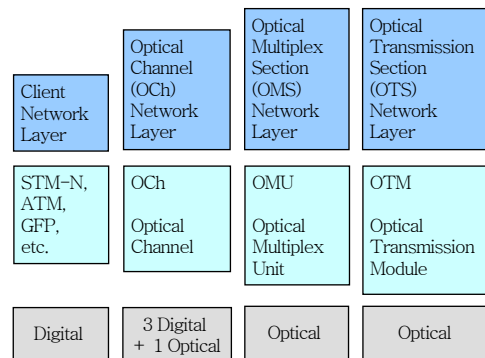 Client
Network
Layer
Optical
Channel
(OCh)
Network
Layer
Optical
Multiplex
Section
(OMS)
Network
Layer
Optical
Transmission
Section
(OTS)
Network
Layer
STM-N,
ATM,
GFP,
etc.
OCh
Optical
Channel
OMU
Optical
Multiplex
Unit
OTM
Optical
Transmission
Module
Digital
3 Digital
+ 1 Optical
Optical
Optical